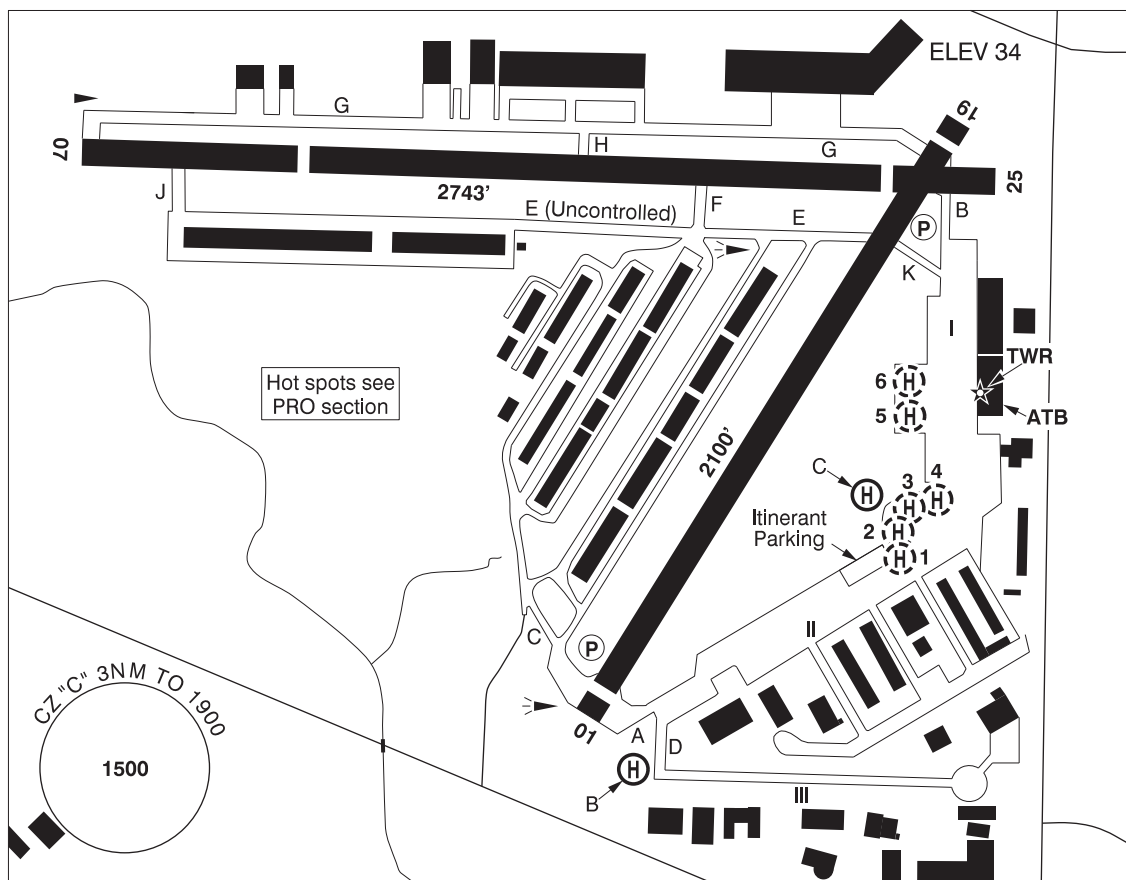 ELEV 34
G
19
07
H
G
25
J
2743'
B
E (Uncontrolled)
F
E
P
K
I
TWR
Hot spots see
PRO section
6
H
5
H
ATB
2100'
C
H
3
4
H
H
Itinerant
Parking
2
H
H
1
C
II
P
CZ "C" 3NM TO 1900
01
A
D
1500
H
B
III